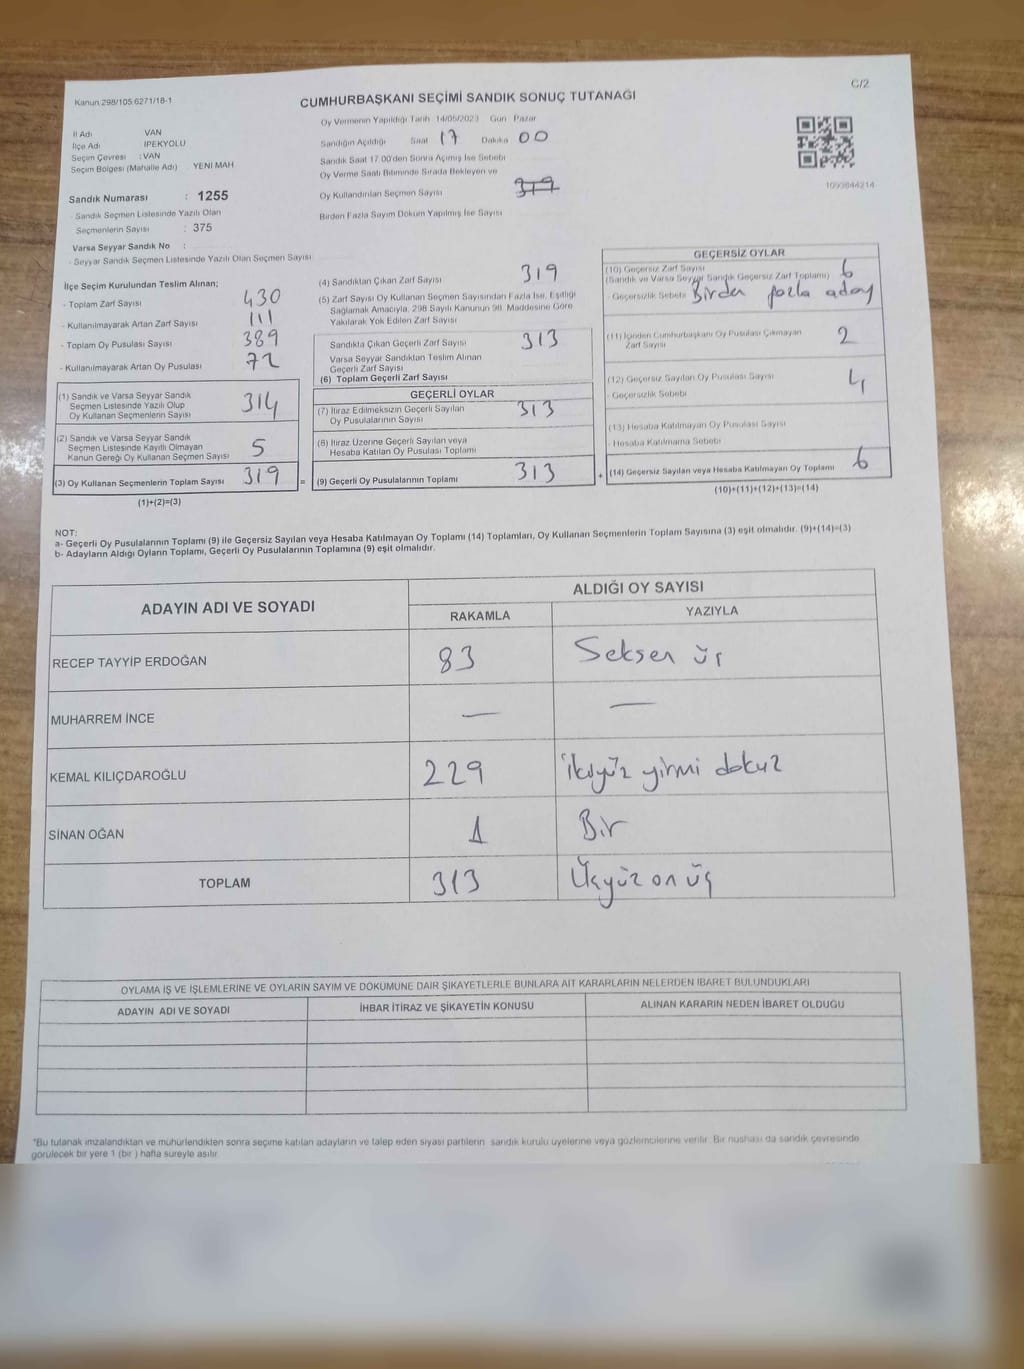 C/2
Kanun 298/105 6271/18-1
CUMHURBAŞKANI SEÇİMİ SANDIK SONUÇ TUTANAĞI
Oy Vermenin Yapıldığı Tarih 14/05/2023 Gün Pazar
İl Adı VAN
İlçe Adı İPEKYOLU
Seçim Çevresi : VAN
Seçim Bölgesi (Mahalle Adı) YENİ MAH
Sandığın Açıldığı Saat 17 Dakika 00
Sandık Saat 17.00'den Sonra Açımış İse Sebebi
Oy Verme Saati Bitiminde Sırada Bekleyen ve
Oy Kullandırılan Seçmen Sayısı 319
Birden Fazla Sayım Döküm Yapılmış İse Sayısı
1093844214
Sandık Numarası : 1255
- Sandık Seçmen Listesinde Yazılı Olan
Seçmenlerin Sayısı : 375
Varsa Seyyar Sandık No :
- Seyyar Sandık Seçmen Listesinde Yazılı Olan Seçmen Sayısı
İlçe Seçim Kurulundan Teslim Alınan;
- Toplam Zarf Sayısı 430
- Kullanılmayarak Artan Zarf Sayısı 111
- Toplam Oy Pusulası Sayısı 389
- Kullanılmayarak Artan Oy Pusulası 72
(1) Sandık ve Varsa Seyyar Sandık
Seçmen Listesinde Yazılı Olup
Oy Kullanan Seçmenlerin Sayısı 314
(2) Sandık ve Varsa Seyyar Sandık
Seçmen Listesinde Kayıtlı Olmayan
Kanun Gereği Oy Kullanan Seçmen Sayısı 5
(3) Oy Kullanan Seçmenlerin Toplam Sayısı 319 =
(1)+(2)=(3)
(4) Sandıktan Çıkan Zarf Sayısı 319
(5) Zarf Sayısı Oy Kullanan Seçmen Sayısından Fazla İse, Eşitliği
Sağlamak Amacıyla, 298 Sayılı Kanunun 98. Maddesine Göre
Yakılarak Yok Edilen Zarf Sayısı
Sandıkta Çıkan Geçerli Zarf Sayısı 313
Varsa Seyyar Sandıktan Teslim Alınan
Geçerli Zarf Sayısı
(6) Toplam Geçerli Zarf Sayısı
GEÇERLİ OYLAR
(7) İtiraz Edilmeksizin Geçerli Sayılan
Oy Pusulalarının Sayısı 313
(8) İtiraz Üzerine Geçerli Sayılan veya
Hesaba Katılan Oy Pusulası Toplamı
(9) Geçerli Oy Pusulalarının Toplamı 313 +
GEÇERSİZ OYLAR
(10) Geçersiz Zarf Sayısı
(Sandık ve Varsa Seyyar Sandık Geçersiz Zarf Toplamı) 6
- Geçersizlik Sebebi Birden fazla aday
(11) İçinden Cumhurbaşkanı Oy Pusulası Çıkmayan
Zarf Sayısı 2
(12) Geçersiz Sayılan Oy Pusulası Sayısı 4
- Geçersizlik Sebebi
(13) Hesaba Katılmayan Oy Pusulası Sayısı
- Hesaba Katılmama Sebebi
(14) Geçersiz Sayılan veya Hesaba Katılmayan Oy Toplamı 6
(10)+(11)+(12)+(13)=(14)
NOT:
a- Geçerli Oy Pusulalarının Toplamı (9) ile Geçersiz Sayılan veya Hesaba Katılmayan Oy Toplamı (14) Toplamları, Oy Kullanan Seçmenlerin Toplam Sayısına (3) eşit olmalıdır. (9)+(14)=(3)
b- Adayların Aldığı Oyların Toplamı, Geçerli Oy Pusulalarının Toplamına (9) eşit olmalıdır.
ADAYIN ADI VE SOYADI
ALDIĞI OY SAYISI
RAKAMLA YAZIYLA
RECEP TAYYİP ERDOĞAN 83 Seksen üç
MUHARREM İNCE — —
KEMAL KILIÇDAROĞLU 229 ikiyüz yirmi dokuz
SİNAN OĞAN 1 Bir
TOPLAM 313 Üçyüz on üç
OYLAMA İŞ VE İŞLEMLERİNE VE OYLARIN SAYIM VE DÖKÜMÜNE DAİR ŞİKAYETLERLE BUNLARA AİT KARARLARIN NELERDEN İBARET BULUNDUKLARI
ADAYIN ADI VE SOYADI İHBAR İTİRAZ VE ŞİKAYETİN KONUSU ALINAN KARARIN NEDEN İBARET OLDUĞU
*Bu tutanak imzalandıktan ve mühürlendikten sonra seçime katılan adayların ve talep eden siyasi partilerin sandık kurulu üyelerine veya gözlemcilerine verilir. Bir nüshası da sandık çevresinde
görülecek bir yere 1 (bir ) hafta süreyle asılır.